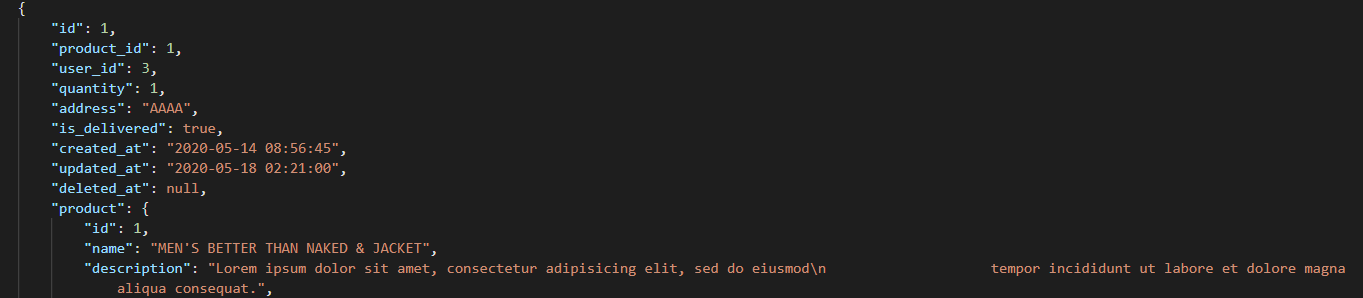 {
"id": 1,
"product_id": 1,
"user_id": 3,
"quantity": 1,
"address": "AAAA",
"is_delivered": true,
"created_at": "2020-05-14 08:56:45",
"updated_at": "2020-05-18 02:21:00",
"deleted_at": null,
"product": {
"id": 1,
"name": "MEN'S BETTER THAN NAKED & JACKET",
"description": "Lorem ipsum dolor sit amet, consectetur adipisicing elit, sed do eiusmod\n                    tempor incididunt ut labore et dolore magna
aliqua consequat.",